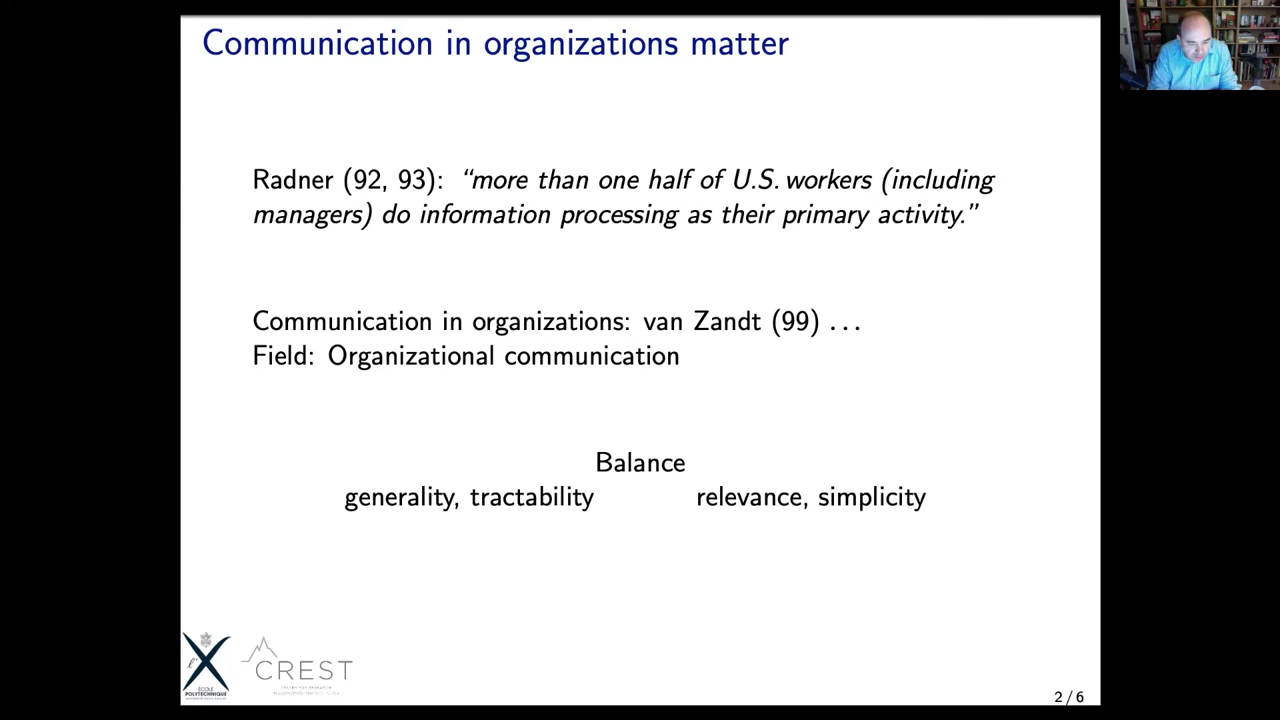 Communication in organizations matter
Radner (92, 93): “more than one half of U.S. workers (including
managers) do information processing as their primary activity.”
Communication in organizations: van Zandt (99) ...
Field: Organizational communication
Balance
generality, tractability relevance, simplicity
ÉCOLE
POLYTECHNIQUE
CREST
2 / 6